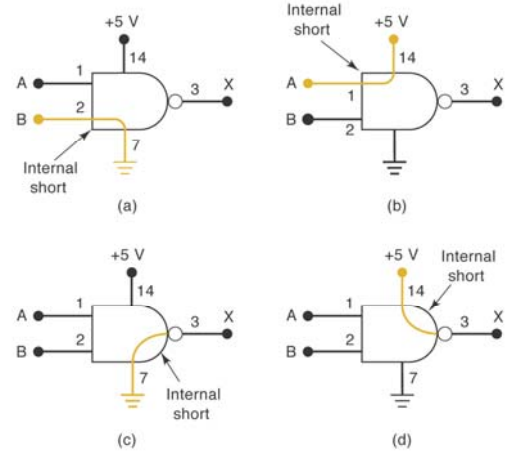 +5 V
14
A
1
3
X
B
2
7
Internal
short
(a)
Internal
short
+5 V
14
A
1
3
X
B
2
(b)
+5 V
14
A
1
3
X
B
2
7
Internal
short
(c)
+5 V
Internal
short
14
A
1
3
X
B
2
7
(d)